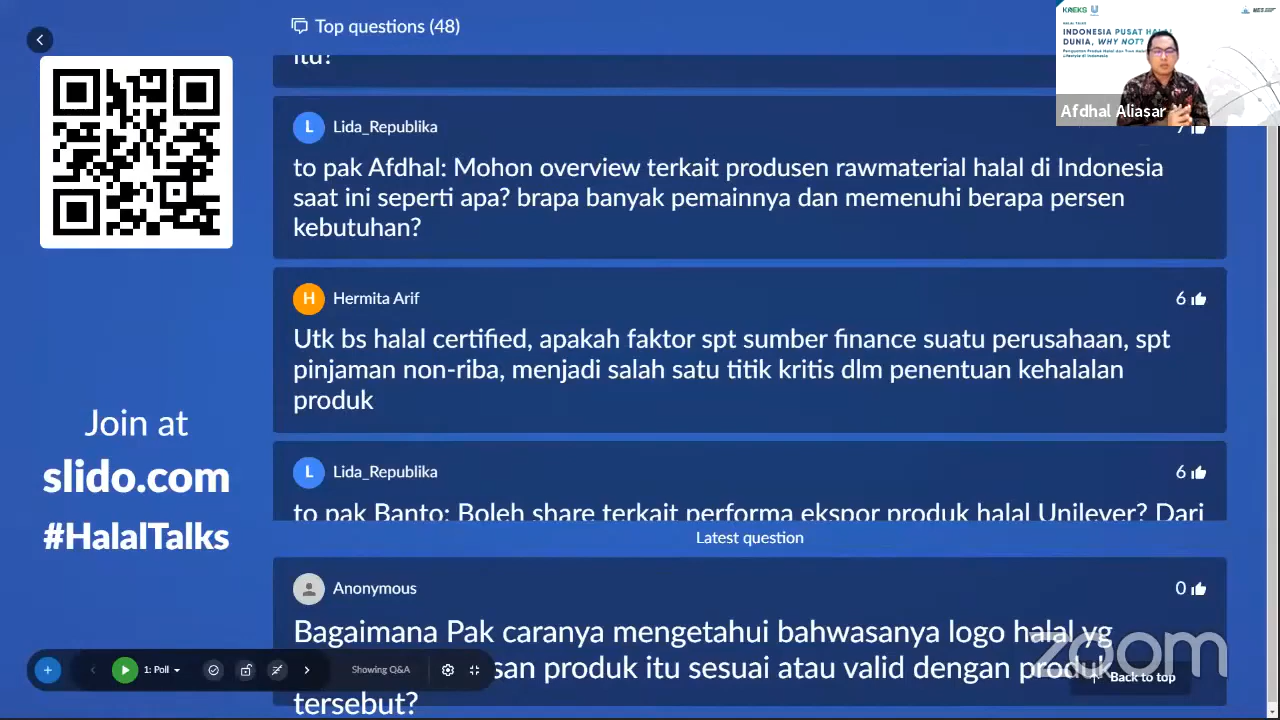 Top questions (48)
itu?
KNEKS
HALAL TALKS
INDONESIA PUSAT HALAL
DUNIA, WHY NOT?
Afdhal Aliasar
L Lida_Republika
7
to pak Afdhal: Mohon overview terkait produsen rawmaterial halal di Indonesia
saat ini seperti apa? brapa banyak pemainnya dan memenuhi berapa persen
kebutuhan?
H Hermita Arif 6
Utk bs halal certified, apakah faktor spt sumber finance suatu perusahaan, spt
pinjaman non-riba, menjadi salah satu titik kritis dlm penentuan kehalalan
produk
L Lida_Republika 6
to pak Banto: Boleh share terkait performa ekspor produk halal Unilever? Dari
Latest question
Anonymous 0
Bagaimana Pak caranya mengetahui bahwasanya logo halal yg
san produk itu sesuai atau valid dengan produk
tersebut?
Join at
slido.com
#HalalTalks
1: Poll
Showing Q&A
Back to top
zoom